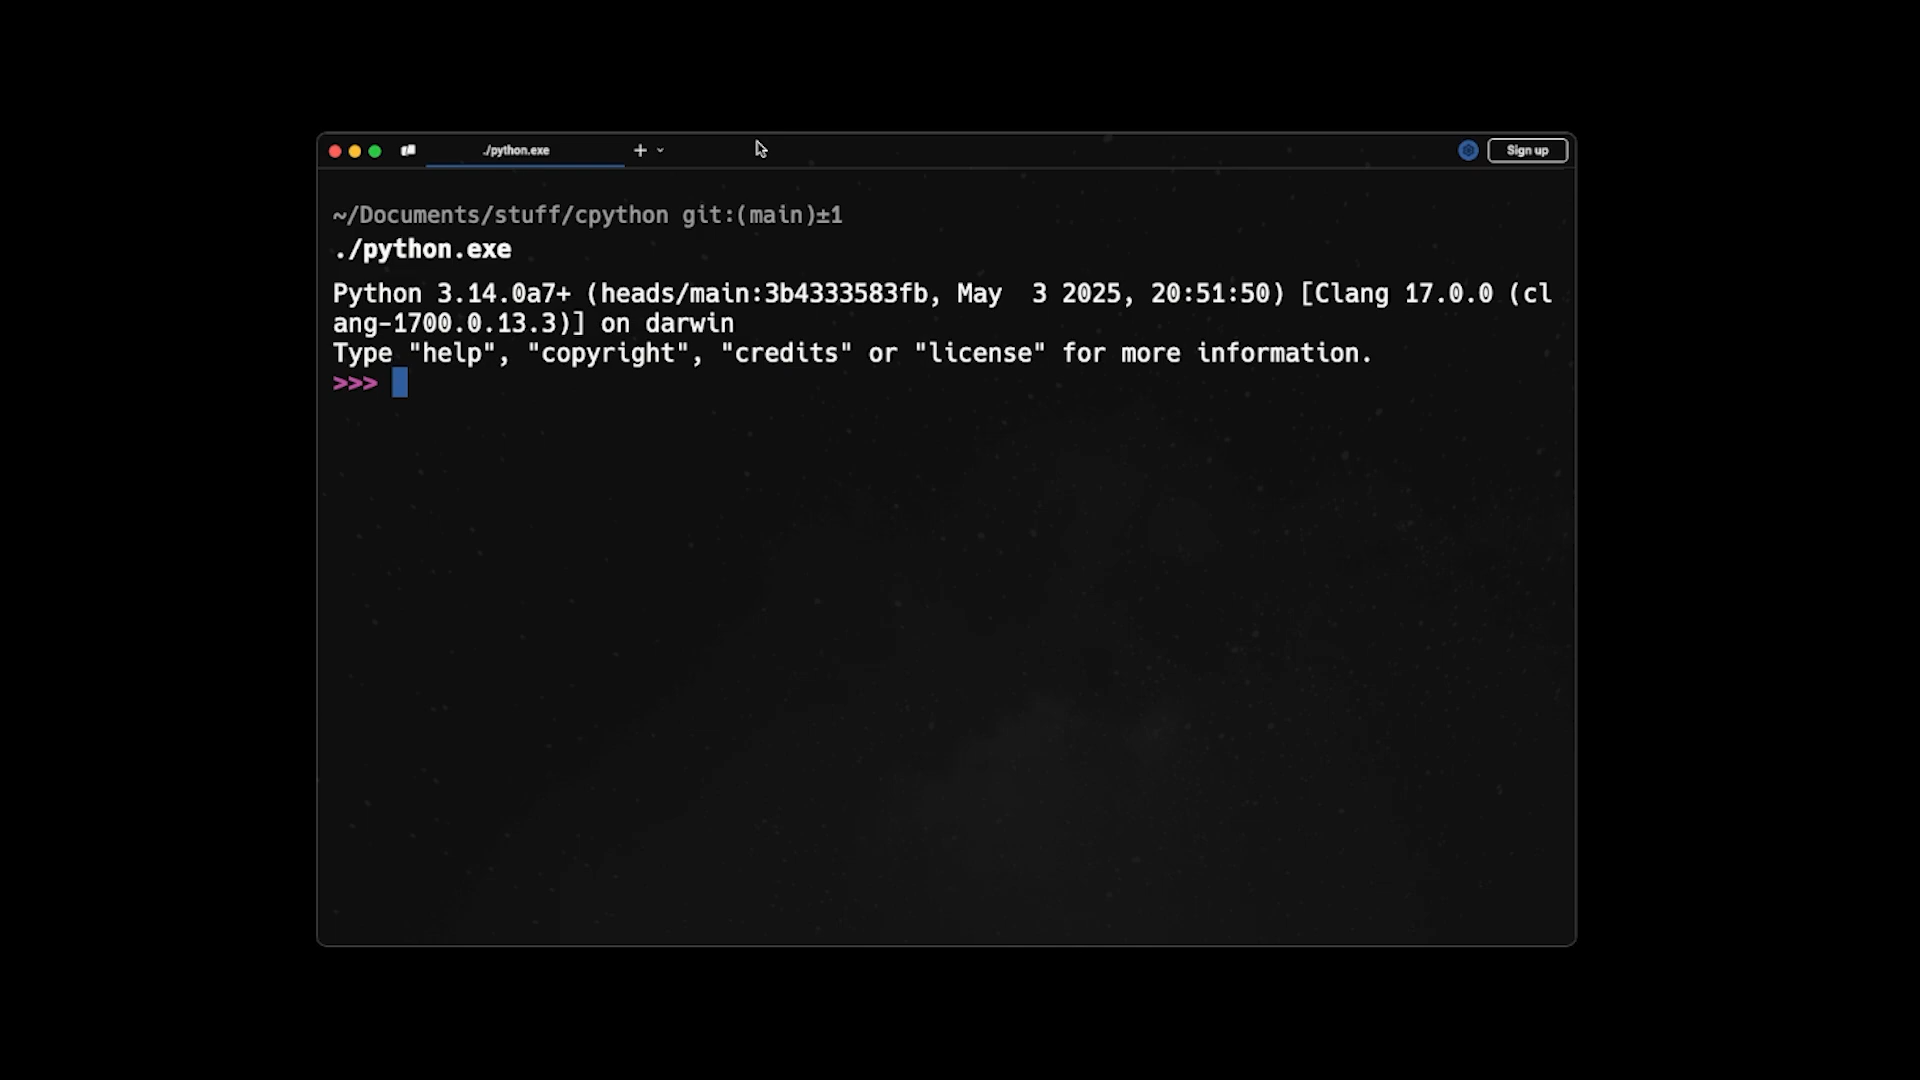 ./python.exe
Sign up
~/Documents/stuff/cpython git:(main)±1
./python.exe
Python 3.14.0a7+ (heads/main:3b4333583fb, May  3 2025, 20:51:50) [Clang 17.0.0 (cl
ang-1700.0.13.3)] on darwin
Type "help", "copyright", "credits" or "license" for more information.
>>>